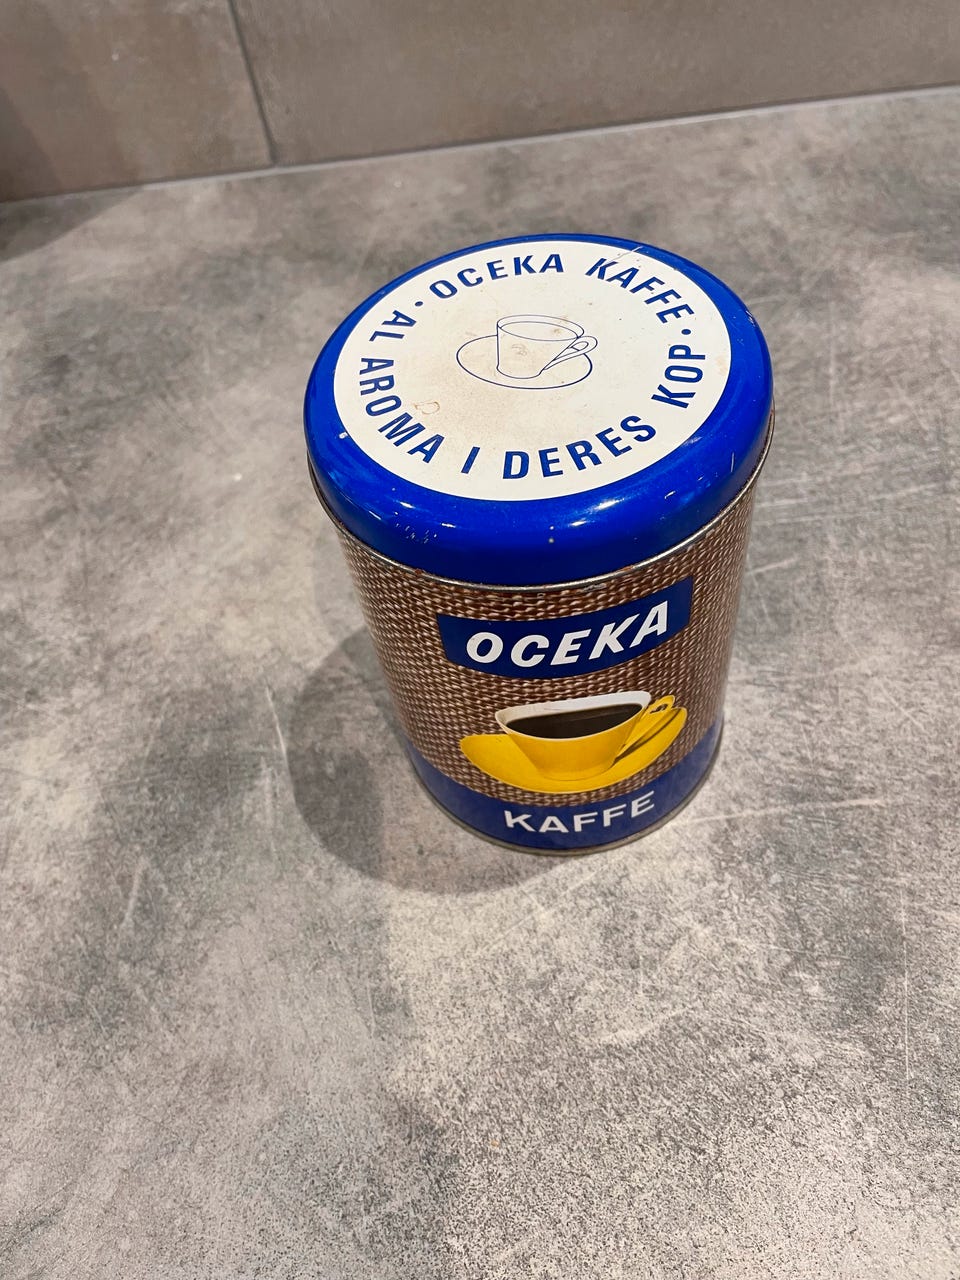 · OCEKA KAFFE ·
AL AROMA I DERES KOP
OCEKA
KAFFE